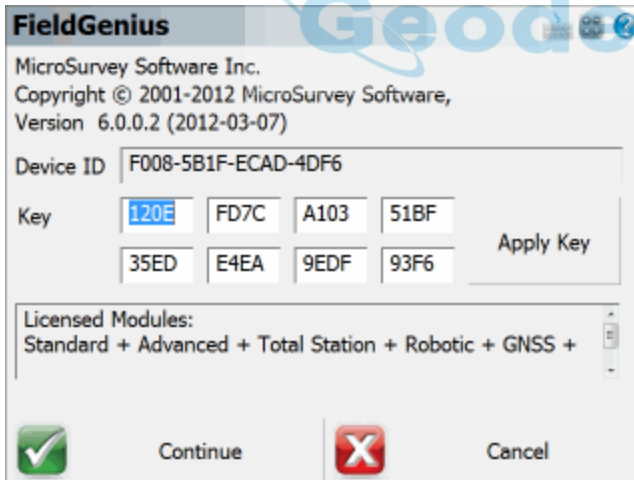 FieldGenius
Geod
MicroSurvey Software Inc.
Copyright © 2001-2012 MicroSurvey Software,
Version 6.0.0.2 (2012-03-07)
Device ID F008-5B1F-ECAD-4DF6
Key 120E FD7C A103 51BF
35ED E4EA 9EDF 93F6
Apply Key
Licensed Modules:
Standard + Advanced + Total Station + Robotic + GNSS +
Continue Cancel